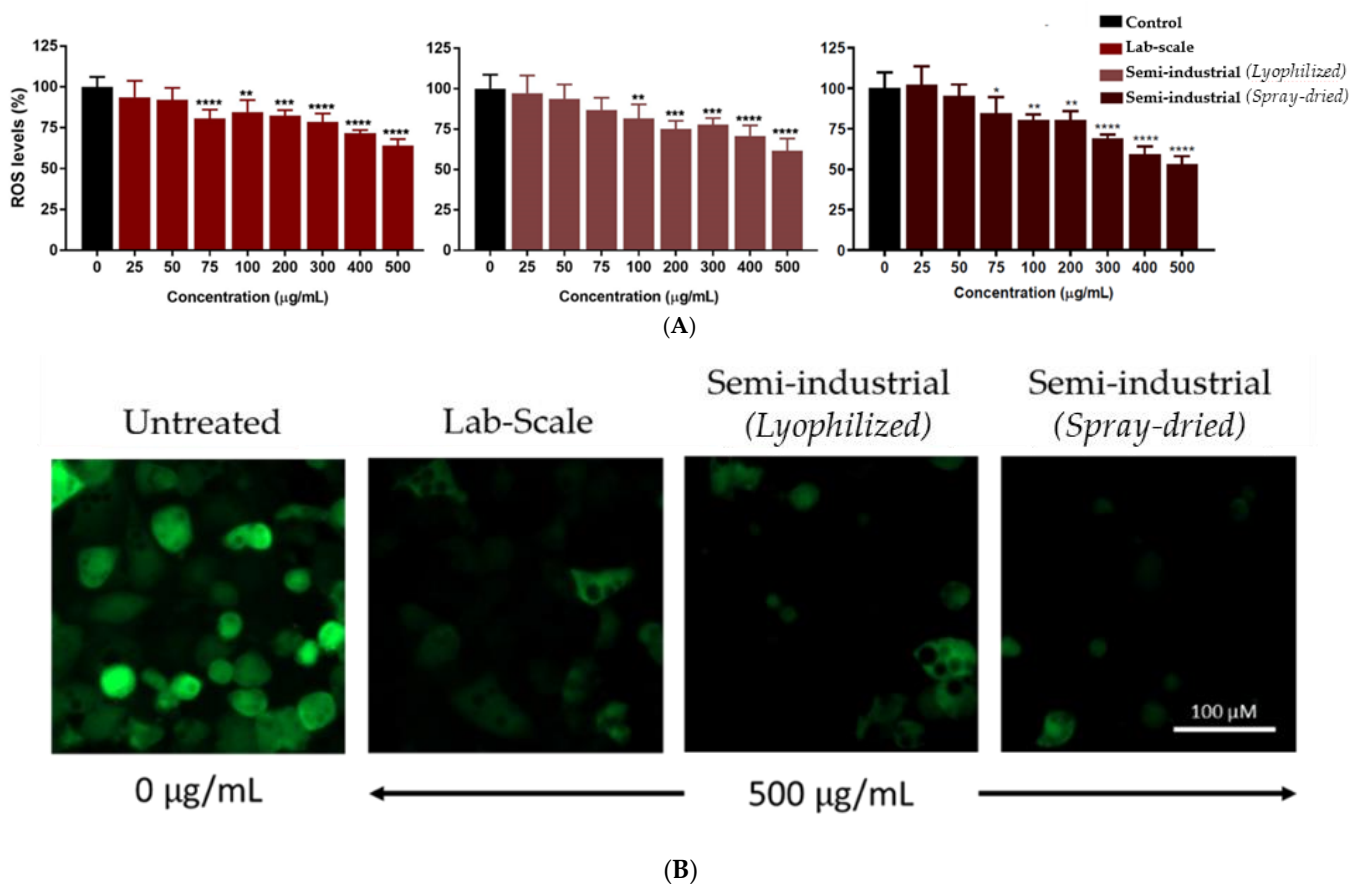 Control
Lab-scale
Semi-industrial (Lyophilized)
Semi-industrial (Spray-dried)
ROS levels (%)
125
100
75
50
25
0
**** ** *** **** **** ****
0 25 50 75 100 200 300 400 500
Concentration (μg/mL)
125
100
75
50
25
0
** *** *** **** ****
0 25 50 75 100 200 300 400 500
Concentration (μg/mL)
125
100
75
50
25
0
* ** ** **** **** ****
0 25 50 75 100 200 300 400 500
Concentration (μg/mL)
(A)
Untreated
Lab-Scale
Semi-industrial
(Lyophilized)
Semi-industrial
(Spray-dried)
100 μM
0 μg/mL
500 μg/mL
(B)